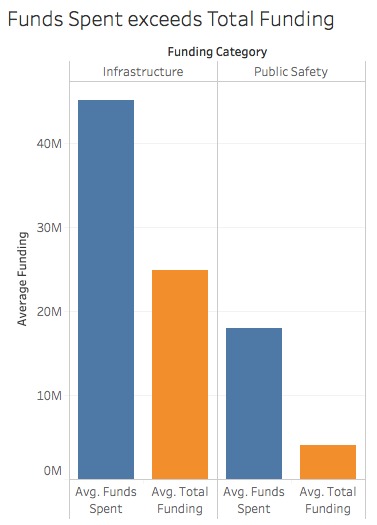 Funds Spent exceeds Total Funding
Funding Category
Infrastructure Public Safety
Average Funding
40M
30M
20M
10M
0M
Avg. Funds Avg. Total Avg. Funds Avg. Total
Spent Funding Spent Funding